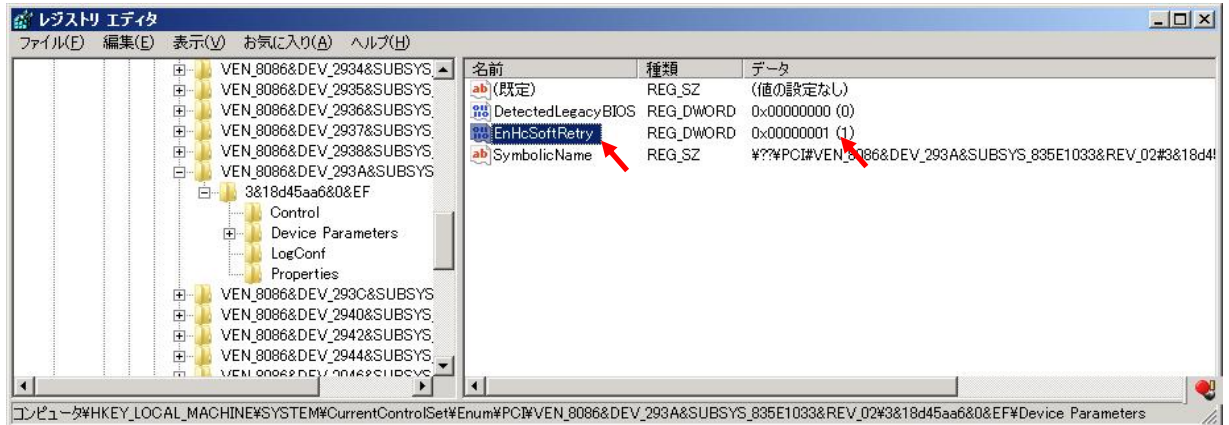 レジストリ エディタ
ファイル(F) 編集(E) 表示(V) お気に入り(A) ヘルプ(H)
VEN_8086&DEV_2934&SUBSYS_
VEN_8086&DEV_2935&SUBSYS_
VEN_8086&DEV_2936&SUBSYS_
VEN_8086&DEV_2937&SUBSYS_
VEN_8086&DEV_2938&SUBSYS_
VEN_8086&DEV_293A&SUBSYS
3&18d45aa6&0&EF
Control
Device Parameters
LogConf
Properties
VEN_8086&DEV_293C&SUBSYS
VEN_8086&DEV_2940&SUBSYS_
VEN_8086&DEV_2942&SUBSYS_
VEN_8086&DEV_2944&SUBSYS_
VEN_8086&DEV_2946&SUBSYS_
名前 種類 データ
(既定) REG_SZ (値の設定なし)
DetectedLegacyBIOS REG_DWORD 0x00000000 (0)
EnHcSoftRetry REG_DWORD 0x00000001 (1)
SymbolicName REG_SZ ¥??¥PCI#VEN_8086&DEV_293A&SUBSYS_835E1033&REV_02#3&18d4
コンピュータ¥HKEY_LOCAL_MACHINE¥SYSTEM¥CurrentControlSet¥Enum¥PCI¥VEN_8086&DEV_293A&SUBSYS_835E1033&REV_02¥3&18d45aa6&0&EF¥Device Parameters